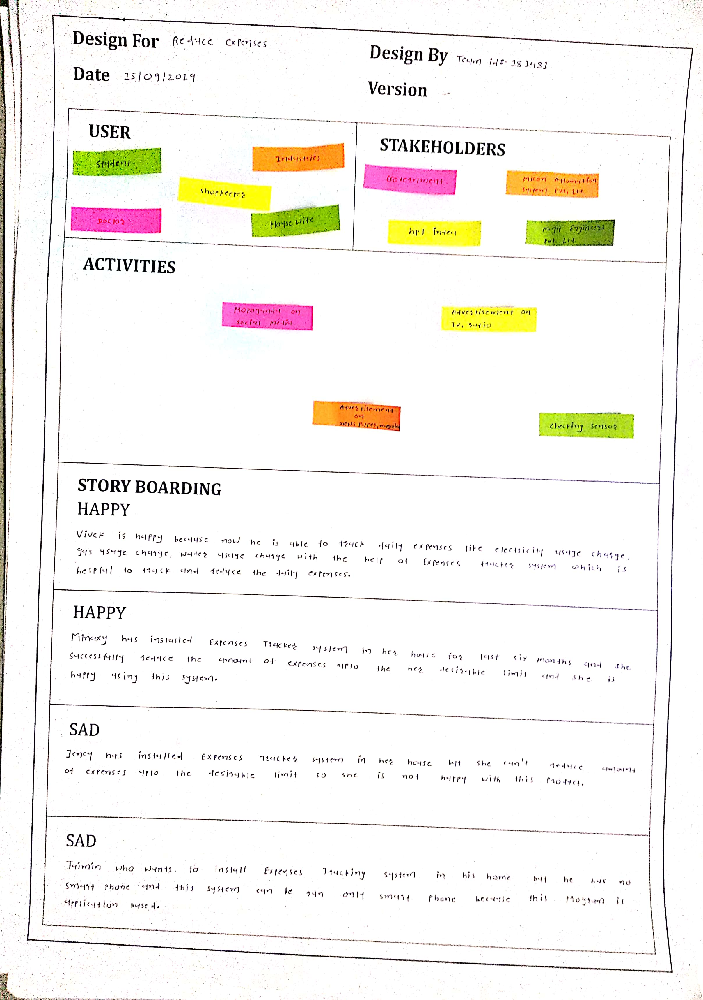 Design For Reduce expenses
Design By Team id:- 181481
Date 15/09/2019
Version -
USER
Student
Industries
Shopkeeper
Doctor
House wife
STAKEHOLDERS
Government
Micon Automation
System Pvt. Ltd
hpl
Engineers
Pvt. Ltd.
ACTIVITIES
Propoganda on
social media
Advertisement on
TV, radio
Advertisement
on
news paper,
checking sensor
STORY BOARDING
HAPPY
Vivek is happy because now he is able to track daily expenses like electricity usage charge,
gas usage charge, water usage charge with the help of Expenses tracker system which is
helpful to track and reduce the daily expenses.
HAPPY
Minaxy has installed Expenses Tracker system in her house for last six months and she
successfully reduce the amount of expenses upto the her desirable limit and she is
happy using this system.
SAD
Jency has installed Expenses Tracker system in her house but she can't reduce amount
of expenses upto the desirable limit so she is not happy with this product.
SAD
Jaimin who wants to install Expenses Tracking system in his home but he has no
smart phone and this system can be run only smart phone because this program is
application based.